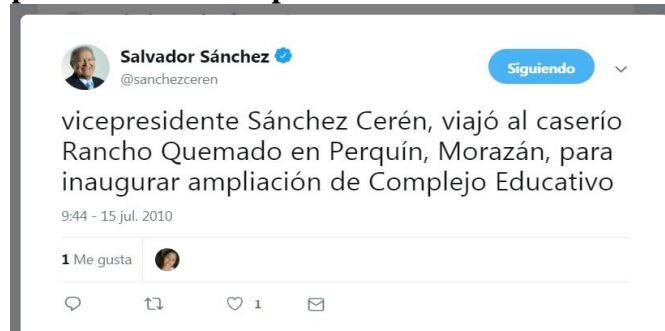 Salvador Sánchez
@sanchezceren
Siguiendo
vicepresidente Sánchez Cerén, viajó al caserío
Rancho Quemado en Perquín, Morazán, para
inaugurar ampliación de Complejo Educativo
9:44 - 15 jul. 2010
1 Me gusta
1